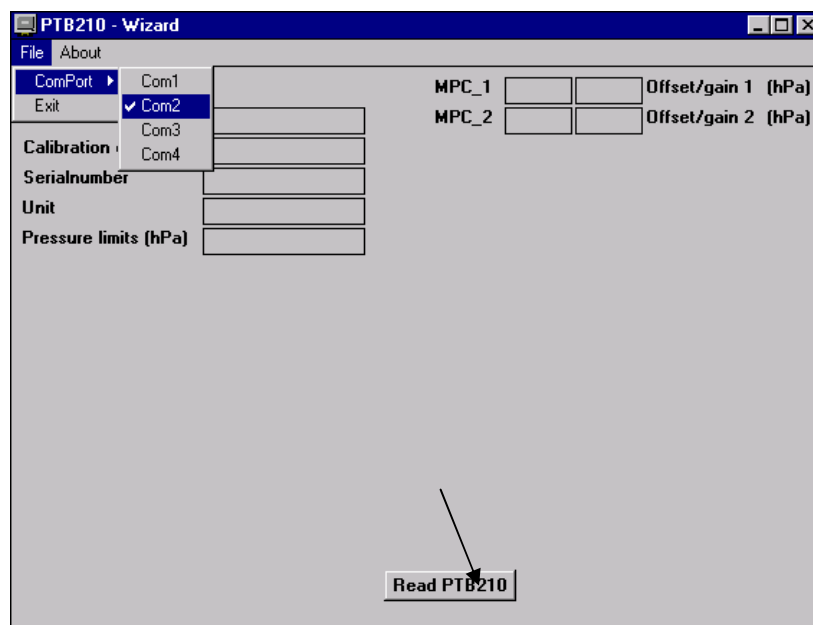 PTB210 - Wizard
File About
ComPort Com1
Exit Com2
Com3
Com4
MPC_1 Offset/gain 1 (hPa)
MPC_2 Offset/gain 2 (hPa)
Calibration
Serialnumber
Unit
Pressure limits (hPa)
Read PTB210